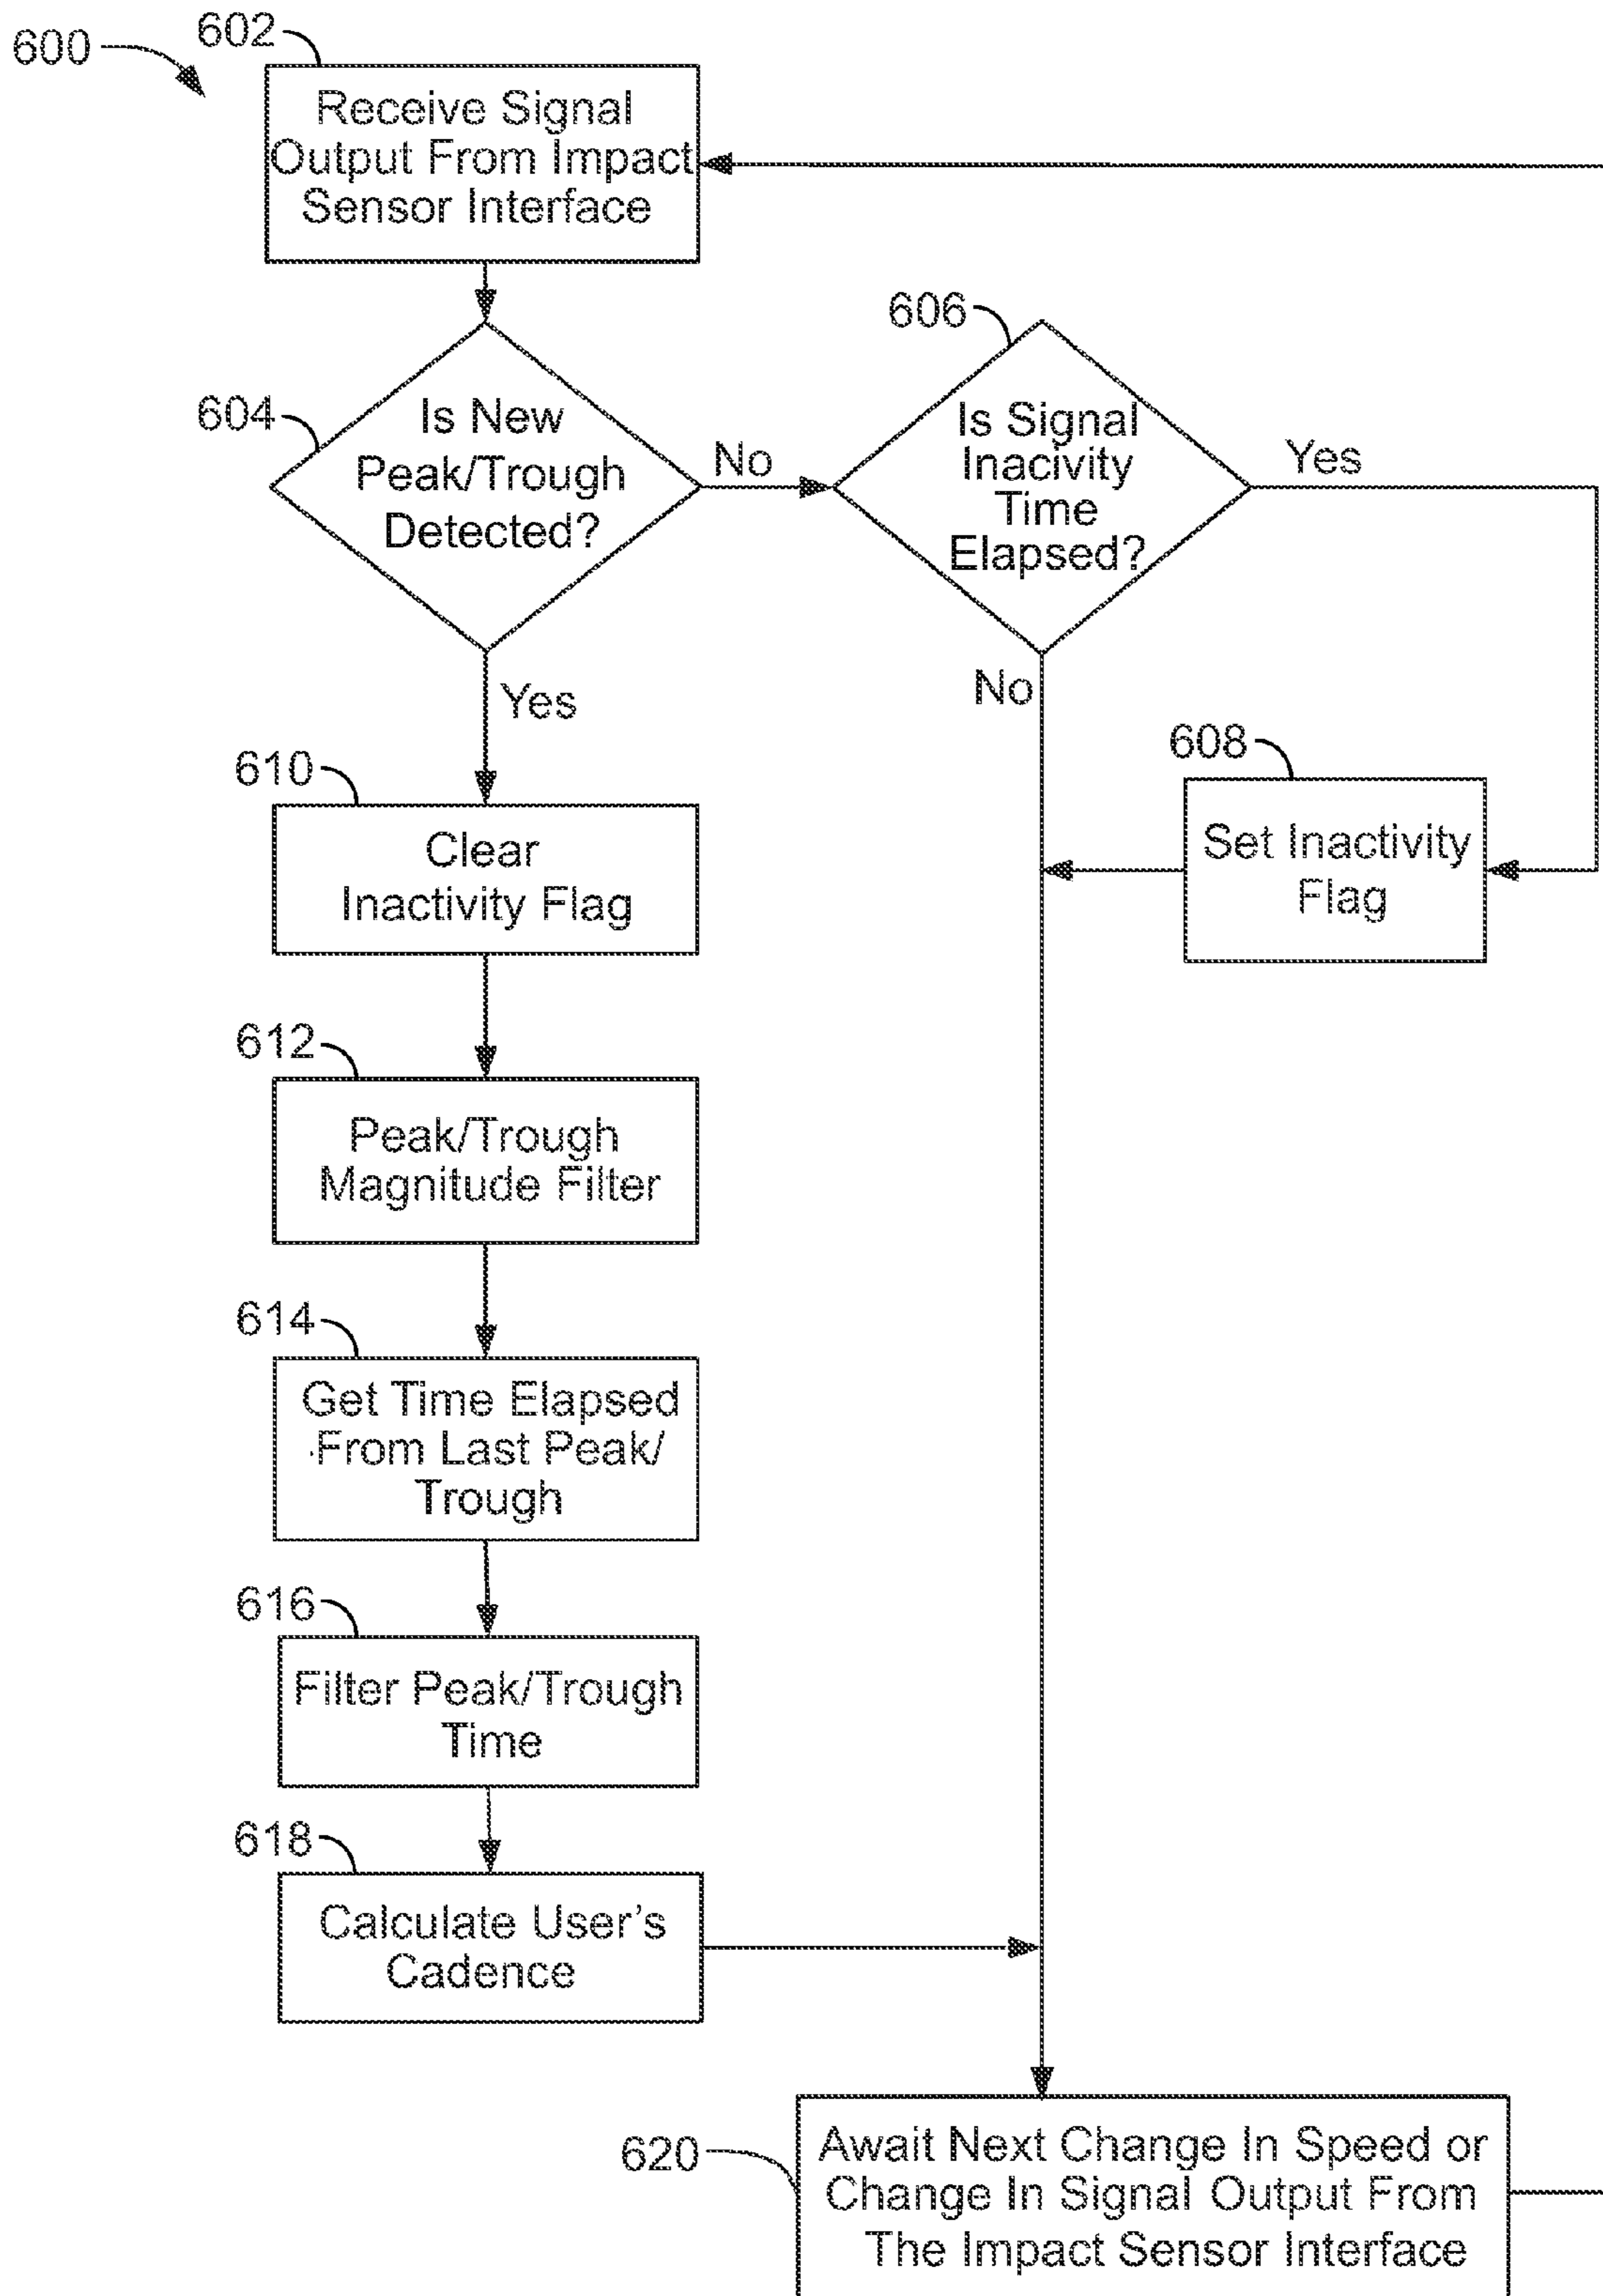 600
602
Receive Signal
Output From Impact
Sensor Interface
604
Is New
Peak/Trough
Detected?
No
606
Is Signal
Inacivity
Time
Elapsed?
Yes
No
Yes
608
Set Inactivity
Flag
610
Clear
Inactivity Flag
612
Peak/Trough
Magnitude Filter
614
Get Time Elapsed
From Last Peak/
Trough
616
Filter Peak/Trough
Time
618
Calculate User's
Cadence
620
Await Next Change In Speed or
Change In Signal Output From
The Impact Sensor Interface